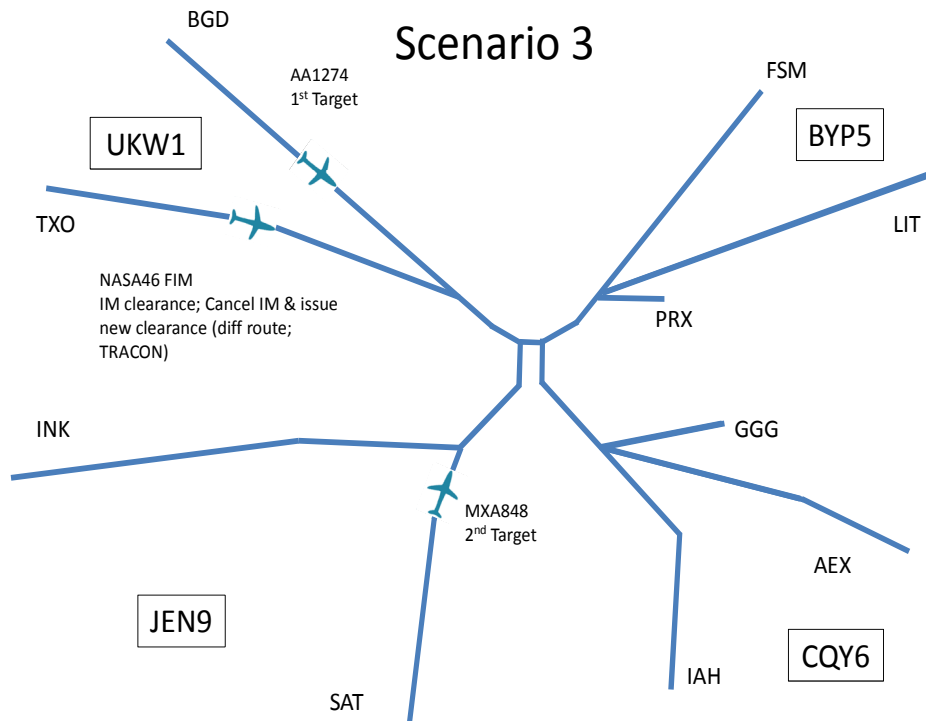 BGD
Scenario 3
AA1274
1st Target
FSM
UKW1
BYP5
TXO
LIT
NASA46 FIM
IM clearance; Cancel IM & issue
new clearance (diff route;
TRACON)
PRX
INK
GGG
MXA848
2nd Target
AEX
JEN9
CQY6
IAH
SAT